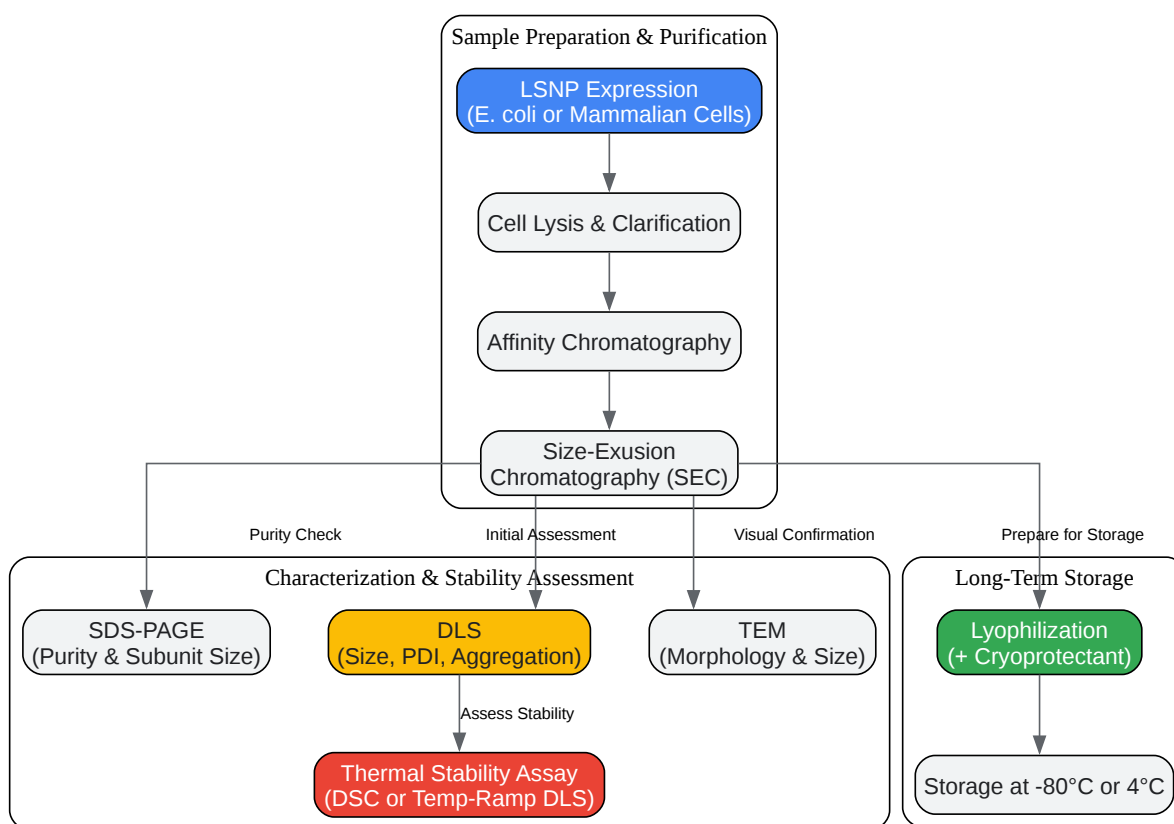 Sample Preparation & Purification
LSNP Expression
(E. coli or Mammalian Cells)
Cell Lysis & Clarification
Affinity Chromatography
Size-Exusion
Chromatography (SEC)
Purity Check
Initial Assessment
Visual Confirmation
Prepare for Storage
Characterization & Stability Assessment
Long-Term Storage
SDS-PAGE
(Purity & Subunit Size)
DLS
(Size, PDI, Aggregation)
TEM
(Morphology & Size)
Lyophilization
(+ Cryoprotectant)
Assess Stability
Thermal Stability Assay
(DSC or Temp-Ramp DLS)
Storage at -80°C or 4°C